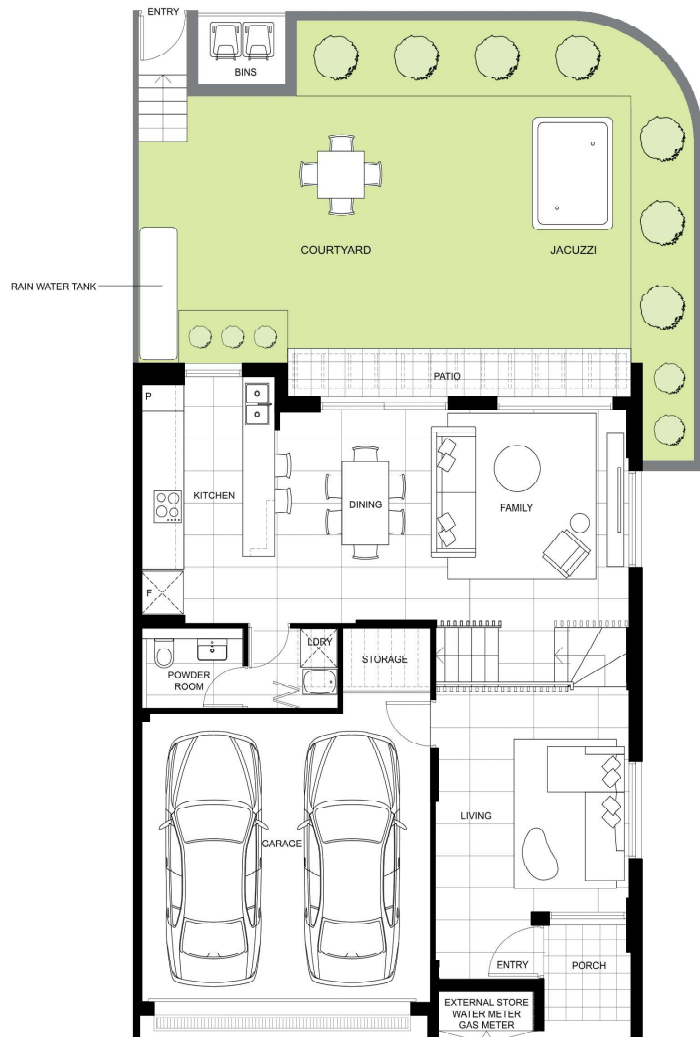 ENTRY
BINS
COURTYARD
JACUZZI
RAIN WATER TANK
PATIO
P
KITCHEN
DINING
FAMILY
F
LDRY
STORAGE
POWDER
ROOM
LIVING
GARAGE
ENTRY
PORCH
EXTERNAL STORE
WATER METER
GAS METER